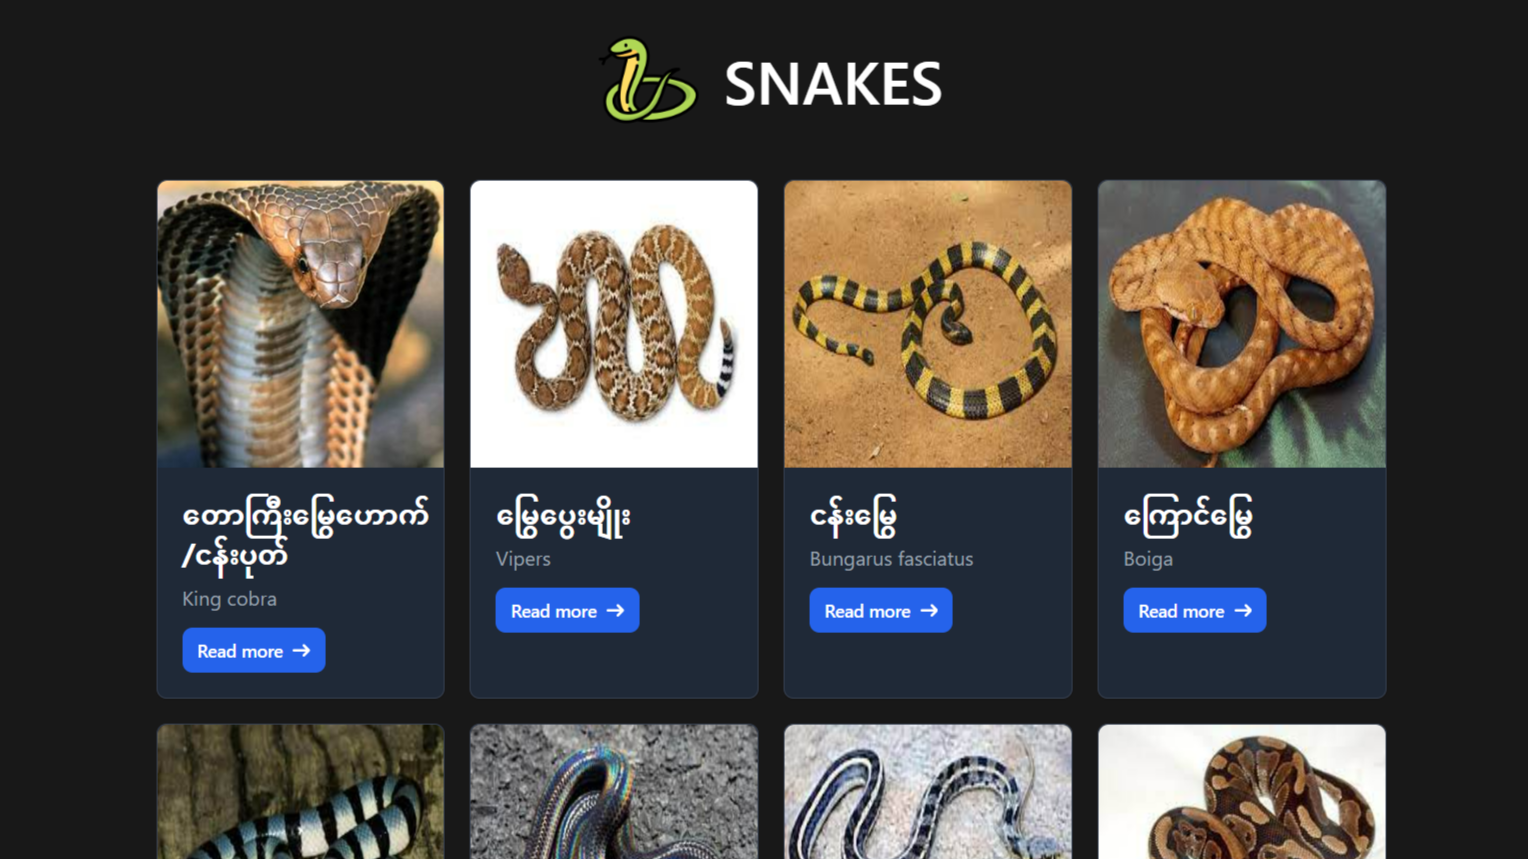 SNAKES
တောကြီးမြွေဟောက်
/ငန်းပုတ်
King cobra
Read more
မြွေပွေးမျိုး
Vipers
Read more
ငန်းမြွေ
Bungarus fasciatus
Read more
ကြောင်မြွေ
Boiga
Read more